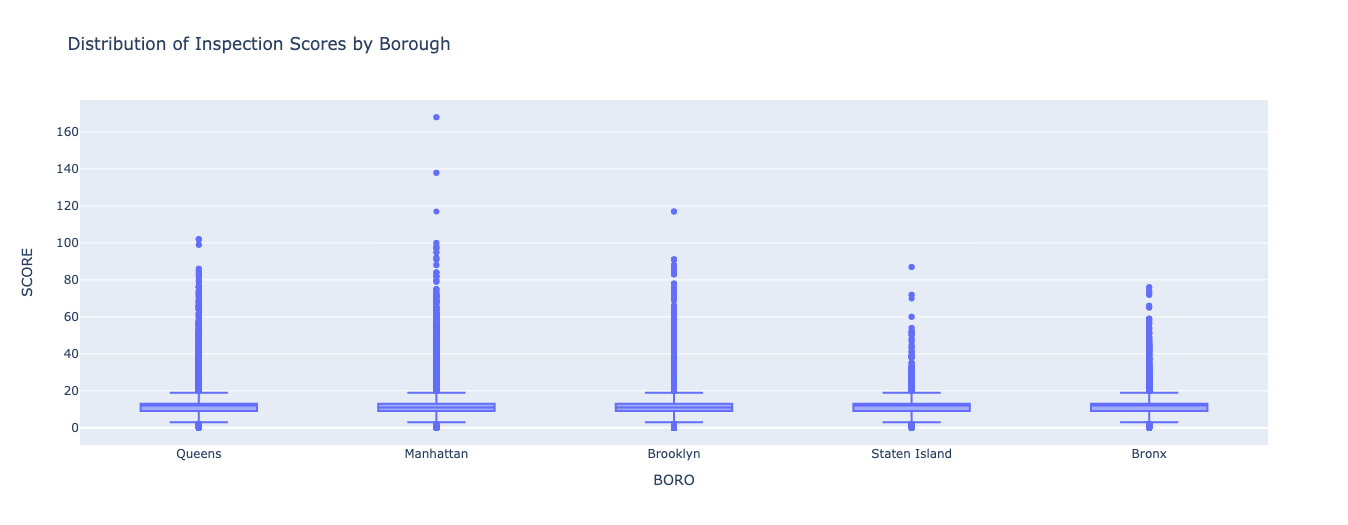 Distribution of Inspection Scores by Borough
160
140
120
100
80
60
40
20
0
SCORE
Queens
Manhattan
Brooklyn
Staten Island
Bronx
BORO